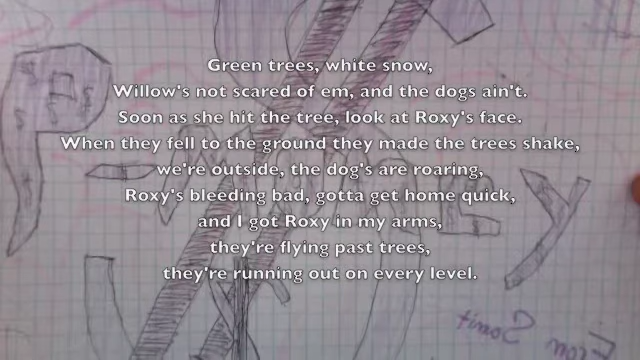 Green trees, white snow,
Willow's not scared of em, and the dogs ain't.
Soon as she hit the tree, look at Roxy's face.
When they fell to the ground they made the trees shake,
we're outside, the dog's are roaring,
Roxy's bleeding bad, gotta get home quick,
and I got Roxy in my arms,
they're flying past trees,
they're running out on every level.